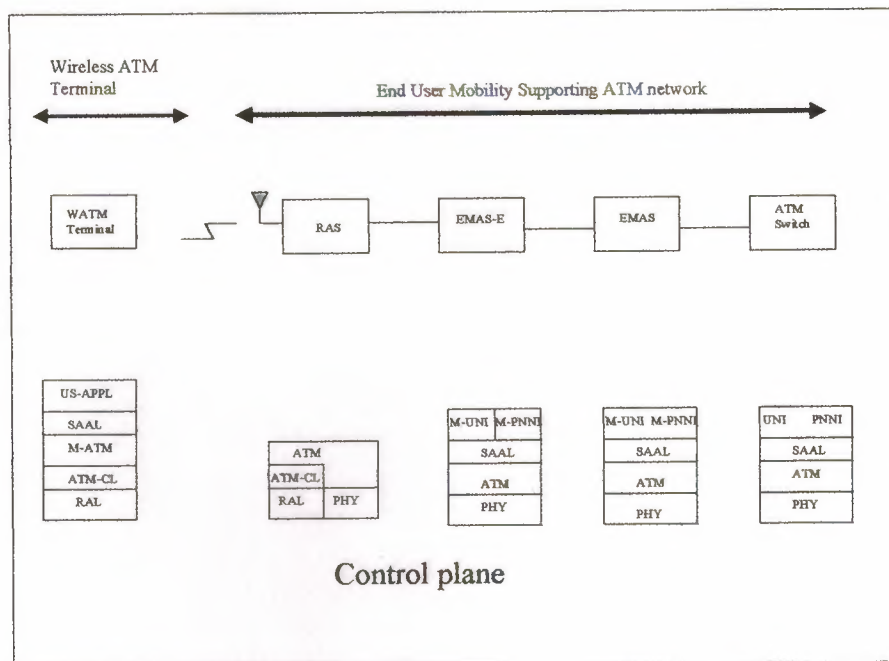 Wireless ATM
Terminal
End User Mobility Supporting ATM network
WATM
Terminal
RAS
EMAS-E
EMAS
ATM
Switch
US-APPL
SAAL
M-ATM
ATM-CL
RAL
ATM
ATM-CL
RAL
PHY
M-UNI
M-PNNI
SAAL
ATM
PHY
M-UNI M-PNNI
SAAL
ATM
PHY
UNI PNNI
SAAL
ATM
PHY
Control plane